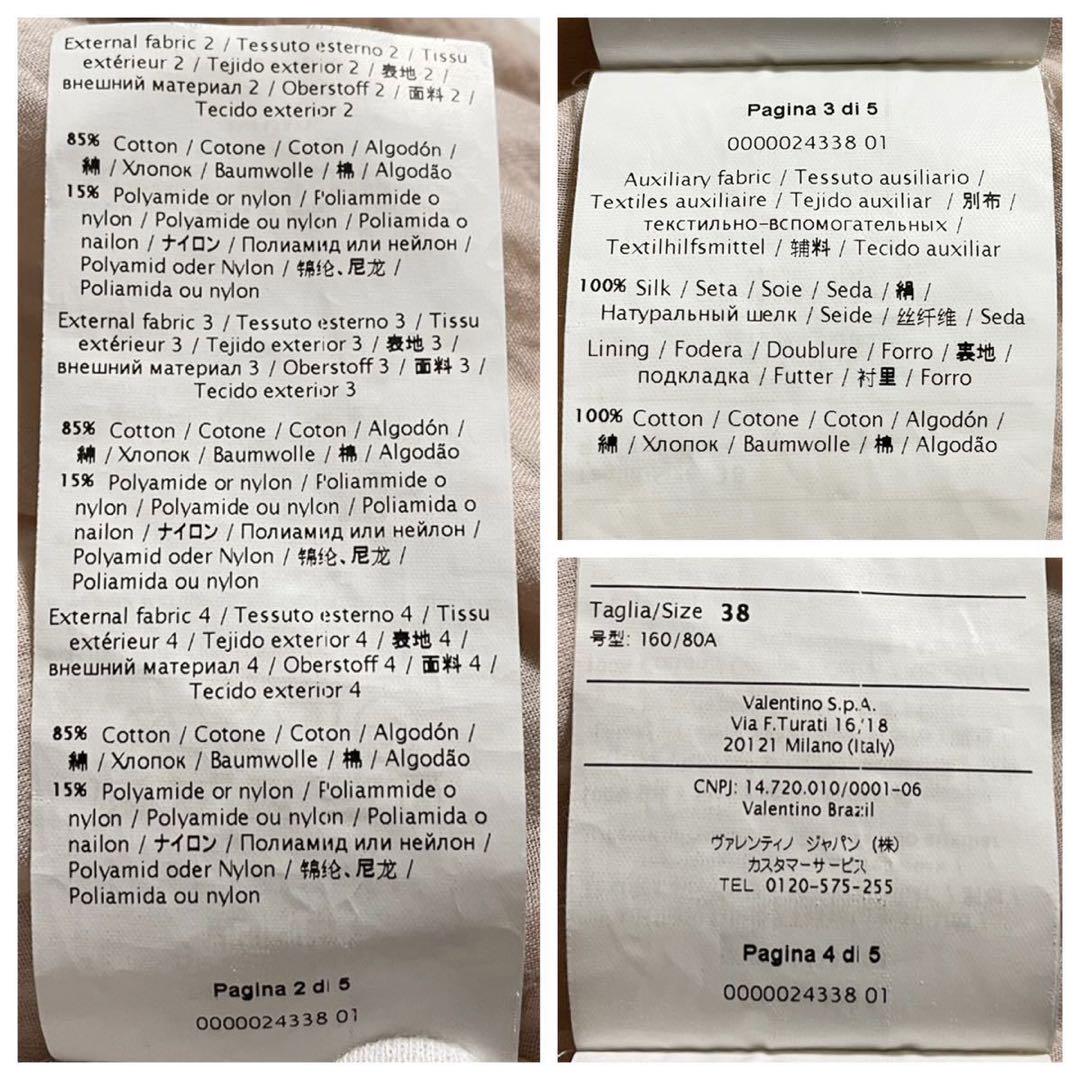 External fabric 2 / Tessuto esterno 2 / Tissu
extérieur 2 / Tejido exterior 2 / 表地 2 /
внешний материал 2 / Oberstoff 2 / 面料 2 /
Tecido exterior 2
85% Cotton / Cotone / Coton / Algodón /
綿 / Хлопок / Baumwolle / 棉 / Algodão
15% Polyamide or nylon / Poliammide o
nylon / Polyamide ou nylon / Poliamida o
nailon / ナイロン / Полиамид или нейлон /
Polyamid oder Nylon / 锦纶、尼龙 /
Poliamida ou nylon
External fabric 3 / Tessuto esterno 3 / Tissu
extérieur 3 / Tejido exterior 3 / 表地 3 /
внешний материал 3 / Oberstoff 3 / 面料 3 /
Tecido exterior 3
85% Cotton / Cotone / Coton / Algodón /
綿 / Хлопок / Baumwolle / 棉 / Algodão
15% Polyamide or nylon / Poliammide o
nylon / Polyamide ou nylon / Poliamida o
nailon / ナイロン / Полиамид или нейлон /
Polyamid oder Nylon / 锦纶、尼龙 /
Poliamida ou nylon
External fabric 4 / Tessuto esterno 4 / Tissu
extérieur 4 / Tejido exterior 4 / 表地 4 /
внешний материал 4 / Oberstoff 4 / 面料 4 /
Tecido exterior 4
85% Cotton / Cotone / Coton / Algodón /
綿 / Хлопок / Baumwolle / 棉 / Algodão
15% Polyamide or nylon / Poliammide o
nylon / Polyamide ou nylon / Poliamida o
nailon / ナイロン / Полиамид или нейлон /
Polyamid oder Nylon / 锦纶、尼龙 /
Poliamida ou nylon
Pagina 2 di 5
0000024338 01
Pagina 3 di 5
0000024338 01
Auxiliary fabric / Tessuto ausiliario /
Textiles auxiliaire / Tejido auxiliar / 別布 /
текстильно-вспомогательных /
Textilhilfsmittel / 辅料 / Tecido auxiliar
100% Silk / Seta / Soie / Seda / 絹 /
Натуральный шелк / Seide / 丝纤维 / Seda
Lining / Fodera / Doublure / Forro / 裏地 /
подкладка / Futter / 衬里 / Forro
100% Cotton / Cotone / Coton / Algodón /
綿 / Хлопок / Baumwolle / 棉 / Algodão
Taglia/Size 38
号型: 160/80A
Valentino S.p.A.
Via F.Turati 16/18
20121 Milano (Italy)
CNPJ: 14.720.010/0001-06
Valentino Brazil
ヴァレンティノ ジャパン (株)
カスタマーサービス
TEL 0120-575-255
Pagina 4 di 5
0000024338 01